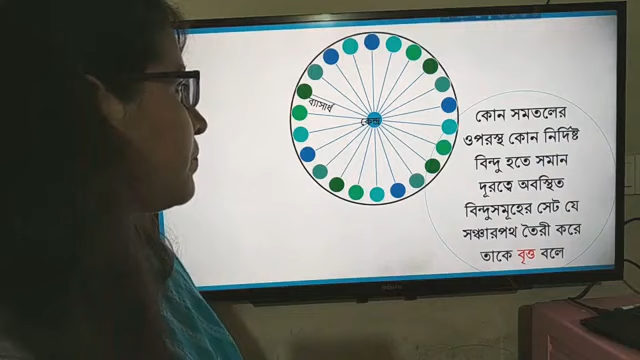 ব্যাসার্ধ
কেন্দ্র
কোন সমতলের
ওপরস্থ কোন নির্দিষ্ট
বিন্দু হতে সমান
দূরত্বে অবস্থিত
বিন্দুসমূহের সেট যে
সঞ্চারপথ তৈরী করে
তাকে বৃত্ত বলে